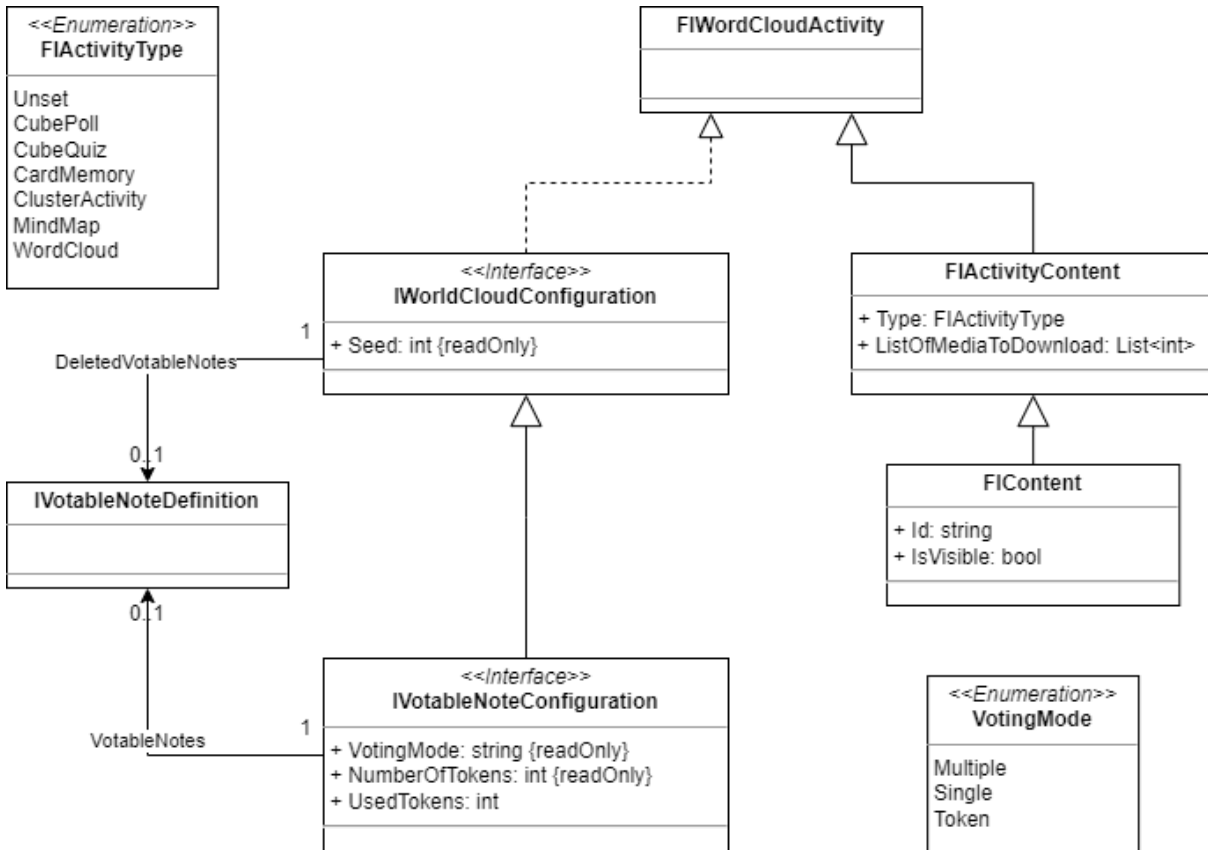 <<Enumeration>>
FIActivityType
Unset
CubePoll
CubeQuiz
CardMemory
ClusterActivity
MindMap
WordCloud
FIWordCloudActivity
<<Interface>>
IWorldCloudConfiguration
+ Seed: int {readOnly}
FIActivityContent
+ Type: FIActivityType
+ ListOfMediaToDownload: List<int>
1
DeletedVotableNotes
0..1
IVotableNoteDefinition
0..1
VotableNotes
1
FIContent
+ Id: string
+ IsVisible: bool
<<Interface>>
IVotableNoteConfiguration
+ VotingMode: string {readOnly}
+ NumberOfTokens: int {readOnly}
+ UsedTokens: int
<<Enumeration>>
VotingMode
Multiple
Single
Token